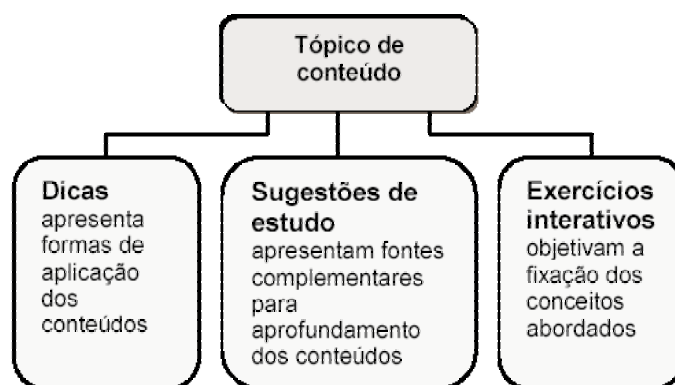 Tópico de
conteúdo
Dicas
apresenta
formas de
aplicação
dos
conteúdos
Sugestões de
estudo
apresentam fontes
complementares
para
aprofundamento
dos conteúdos
Exercícios
interativos
objetivam a
fixação dos
conceitos
abordados